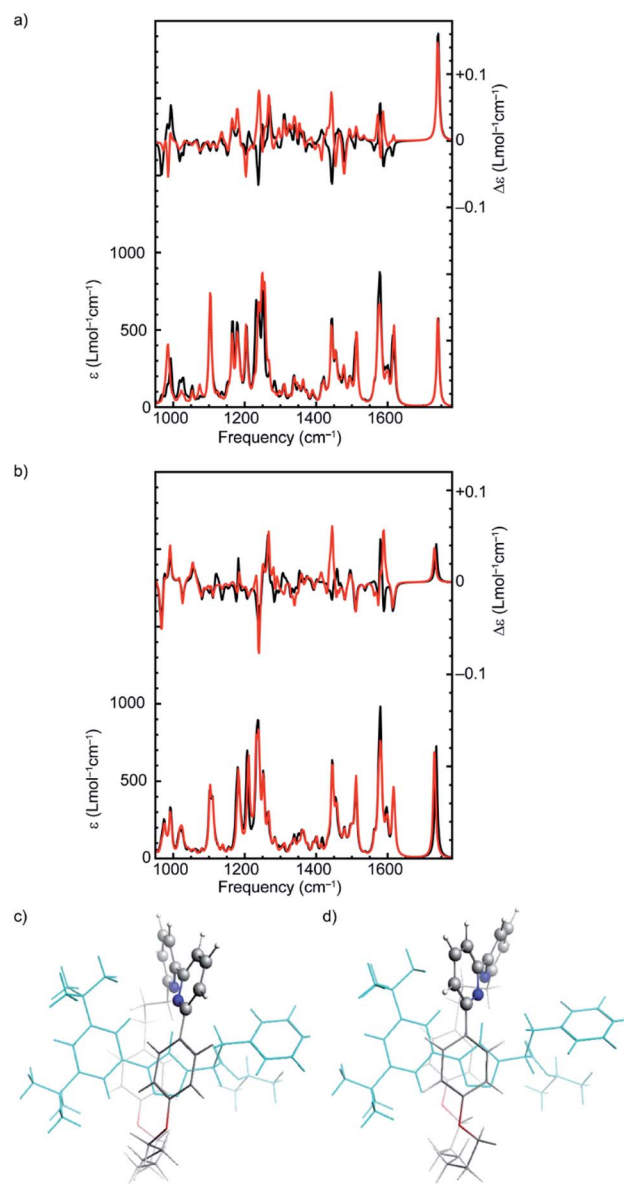 a)
+0.1
0
–0.1
Δε (Lmol⁻¹cm⁻¹)
1000
500
0
ε (Lmol⁻¹cm⁻¹)
1000 1200 1400 1600
Frequency (cm⁻¹)
b)
+0.1
0
–0.1
Δε (Lmol⁻¹cm⁻¹)
1000
500
0
ε (Lmol⁻¹cm⁻¹)
1000 1200 1400 1600
Frequency (cm⁻¹)
c)
d)